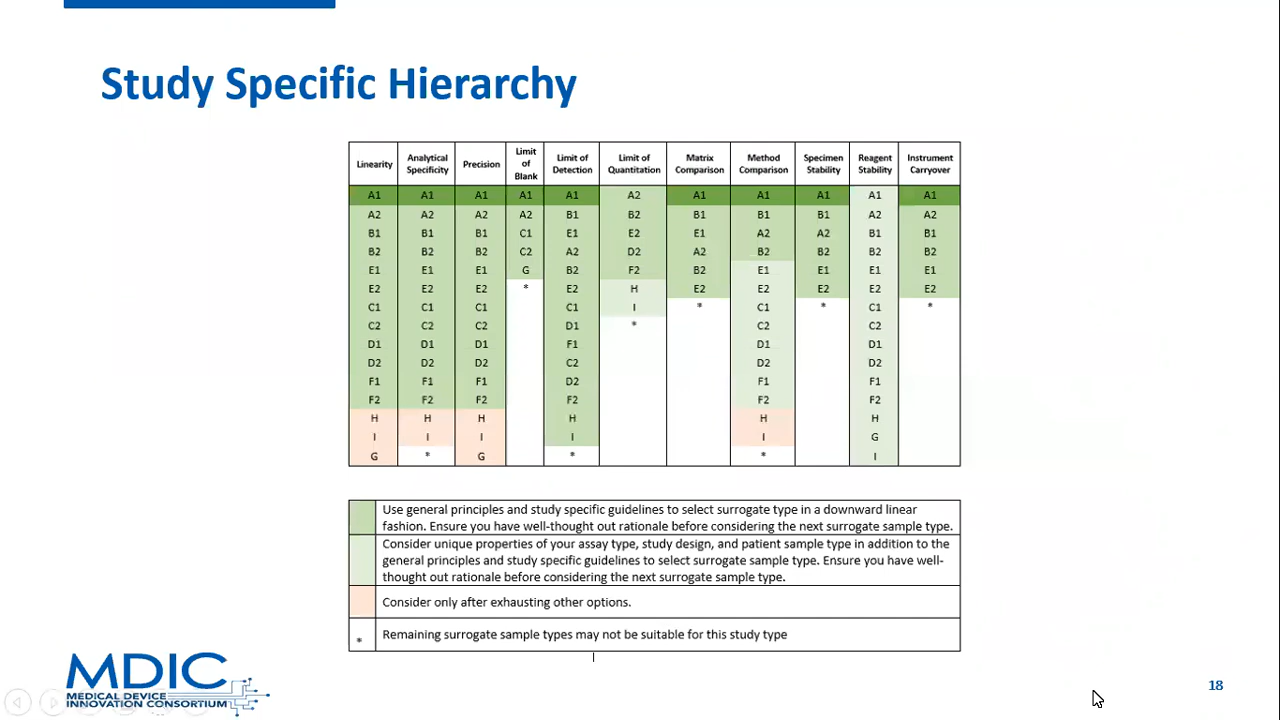 Study Specific Hierarchy
Linearity Analytical Specificity Precision Limit of Blank Limit of Detection Limit of Quantitation Matrix Comparison Method Comparison Specimen Stability Reagent Stability Instrument Carryover
A1 A1 A1 A1 A1 A2 A1 A1 A1 A1 A1
A2 A2 A2 A2 B1 B2 B1 B1 B1 A2 A2
B1 B1 B1 C1 E1 E2 E1 A2 A2 B1 B1
B2 B2 B2 C2 A2 D2 A2 B2 B2 B2 B2
E1 E1 E1 G B2 F2 B2 E1 E1 E1 E1
E2 E2 E2 * E2 H E2 E2 E2 E2 E2
C1 C1 C1 C1 I * C1 * C1 *
C2 C2 C2 D1 * C2 C2
D1 D1 D1 F1 D1 D1
D2 D2 D2 C2 D2 D2
F1 F1 F1 D2 F1 F1
F2 F2 F2 F2 F2 F2
H H H H H H
I I I I I G
G * G * * I
Use general principles and study specific guidelines to select surrogate type in a downward linear
fashion. Ensure you have well-thought out rationale before considering the next surrogate sample type.
Consider unique properties of your assay type, study design, and patient sample type in addition to the
general principles and study specific guidelines to select surrogate sample type. Ensure you have well-
thought out rationale before considering the next surrogate sample type.
Consider only after exhausting other options.
* Remaining surrogate sample types may not be suitable for this study type
MDIC
MEDICAL DEVICE
INNOVATION CONSORTIUM
18